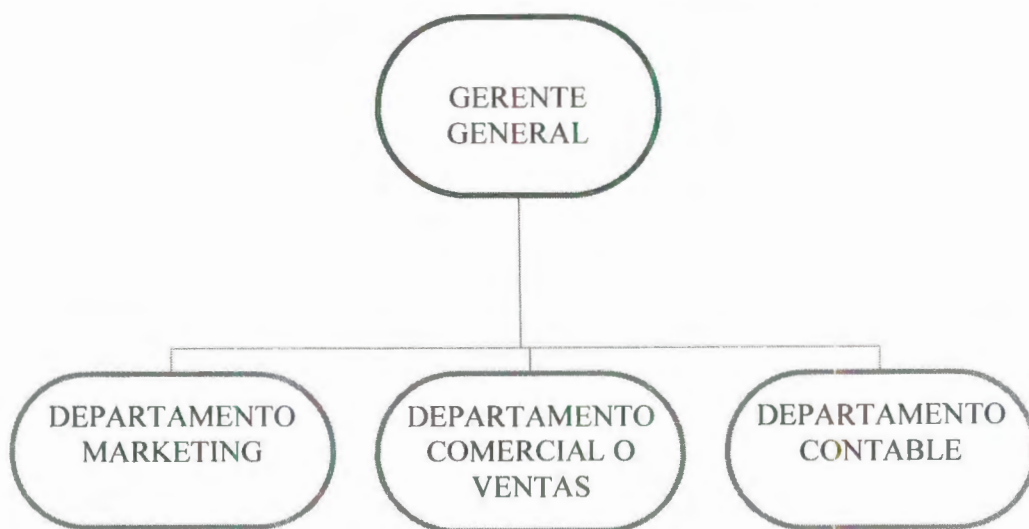 GERENTE
GENERAL
DEPARTAMENTO
MARKETING
DEPARTAMENTO
COMERCIAL O
VENTAS
DEPARTAMENTO
CONTABLE